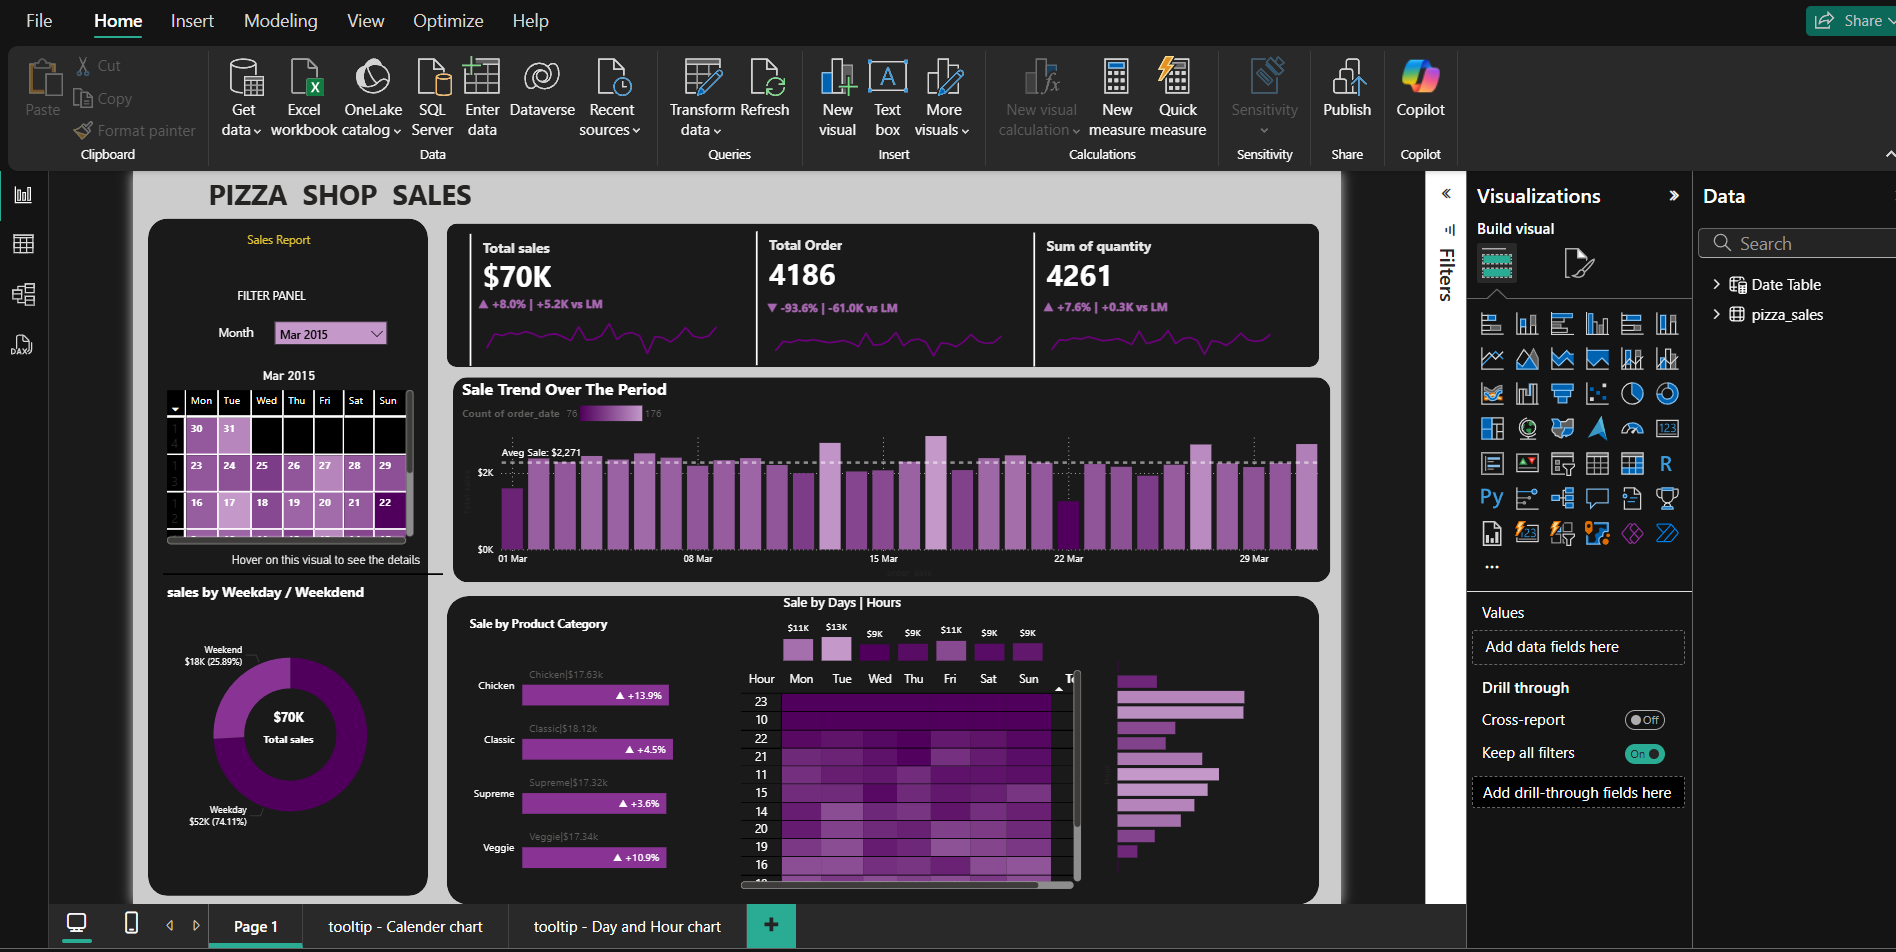 File Home Insert Modeling View Optimize Help
Share
Paste
Cut
Copy
Format painter
Clipboard
Get data
Excel workbook
OneLake catalog
SQL Server
Enter data
Dataverse
Recent sources
Data
Transform data
Refresh
Queries
New visual
Text box
More visuals
Insert
New visual calculation
New measure
Quick measure
Calculations
Sensitivity
Sensitivity
Publish
Share
Copilot
Copilot
PIZZA SHOP SALES
Sales Report
FILTER PANEL
Month Mar 2015
Mar 2015
Mon Tue Wed Thu Fri Sat Sun
14 30 31
13 23 24 25 26 27 28 29
12 16 17 18 19 20 21 22
Hover on this visual to see the details
sales by Weekday / Weekdend
Weekend
$18K (25.89%)
$70K
Total sales
Weekday
$52K (74.11%)
Total sales
$70K
▲ +8.0% | +5.2K vs LM
Total Order
4186
▼ -93.6% | -61.0K vs LM
Sum of quantity
4261
▲ +7.6% | +0.3K vs LM
Sale Trend Over The Period
Count of order_date 76 176
Aveg Sale: $2,271
$2K
$0K
01 Mar 08 Mar 15 Mar 22 Mar 29 Mar
Sale by Product Category
Chicken|$17.63k
Chicken ▲ +13.9%
Classic|$18.12k
Classic ▲ +4.5%
Supreme|$17.32k
Supreme ▲ +3.6%
Veggie|$17.34k
Veggie ▲ +10.9%
Sale by Days | Hours
$11K $13K $9K $9K $11K $9K $9K
Hour Mon Tue Wed Thu Fri Sat Sun
23
10
22
21
11
15
14
20
19
16
Filters
Visualizations
Build visual
123
R
Py
123
...
Values
Add data fields here
Drill through
Cross-report Off
Keep all filters On
Add drill-through fields here
Data
Search
Date Table
pizza_sales
Page 1
tooltip - Calender chart
tooltip - Day and Hour chart
+